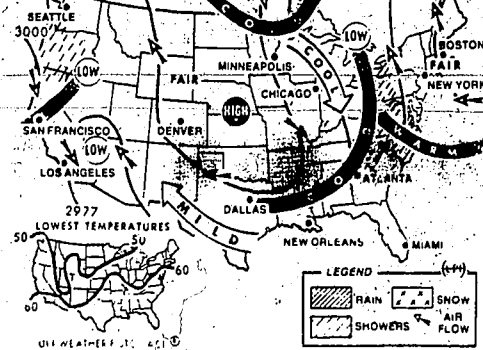 SEATTLE
3000
LOW
SAN FRANCISCO
LOW
LOS ANGELES
2977
FAIR
DENVER
HIGH
MINNEAPOLIS
CHICAGO
COOL
LOW
BOSTON
FAIR
NEW YORK
WARM
ATLANTA
DALLAS
MILD
NEW ORLEANS
MIAMI
LOWEST TEMPERATURES
50
50
60
60
LEGEND
RAIN
SNOW
SHOWERS
AIR
FLOW